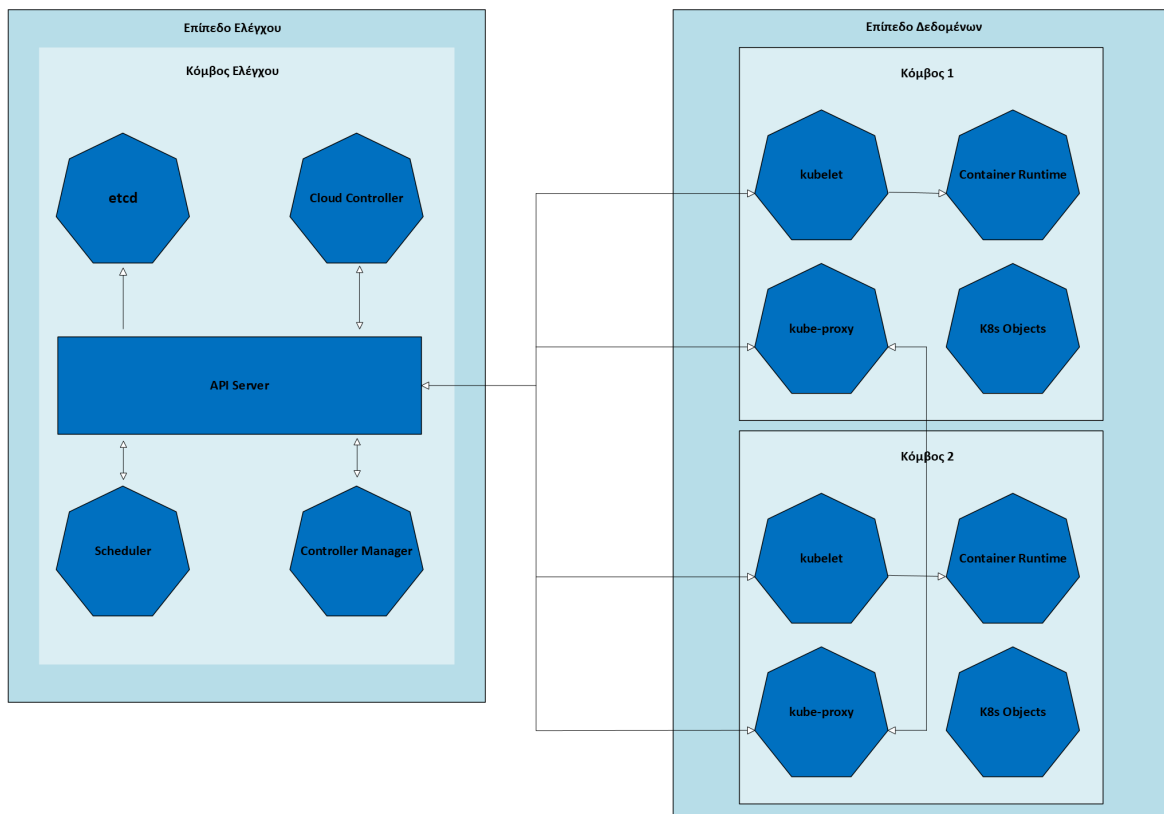 Επίπεδο Ελέγχου
Κόμβος Ελέγχου
etcd
Cloud Controller
API Server
Scheduler
Controller Manager
Επίπεδο Δεδομένων
Κόμβος 1
kubelet
Container Runtime
kube-proxy
K8s Objects
Κόμβος 2
kubelet
Container Runtime
kube-proxy
K8s Objects